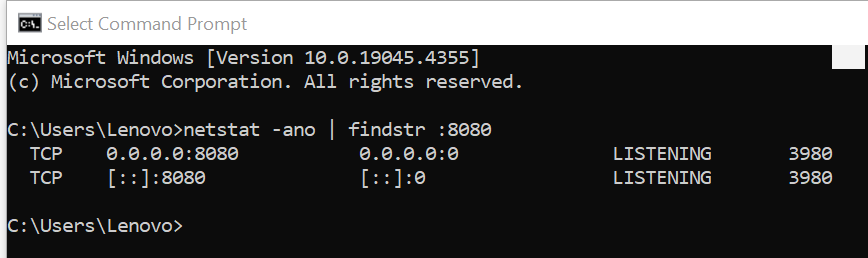 Select Command Prompt
Microsoft Windows [Version 10.0.19045.4355]
(c) Microsoft Corporation. All rights reserved.
C:\Users\Lenovo>netstat -ano | findstr :8080
TCP    0.0.0.0:8080           0.0.0.0:0              LISTENING       3980
TCP    [::]:8080              [::]:0                 LISTENING       3980
C:\Users\Lenovo>